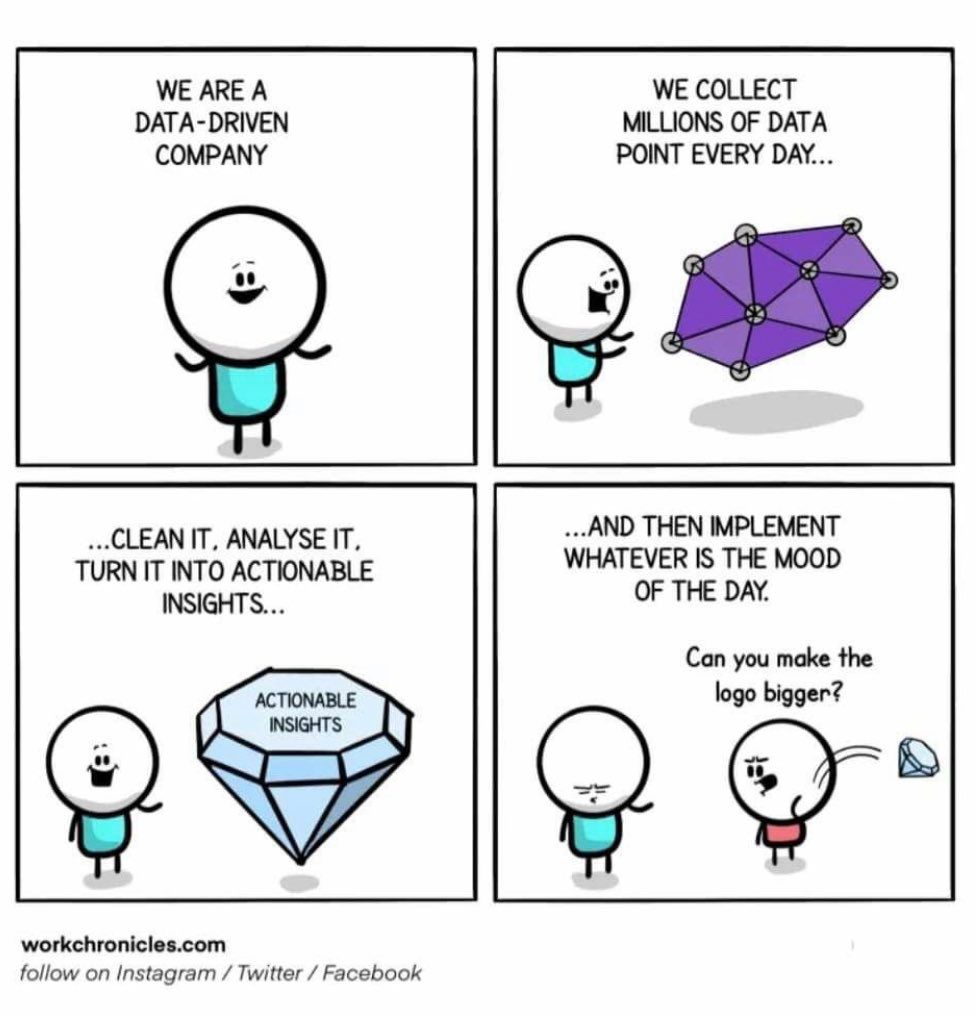 WE ARE A
DATA-DRIVEN
COMPANY
WE COLLECT
MILLIONS OF DATA
POINT EVERY DAY...
...CLEAN IT, ANALYSE IT,
TURN IT INTO ACTIONABLE
INSIGHTS...
ACTIONABLE
INSIGHTS
...AND THEN IMPLEMENT
WHATEVER IS THE MOOD
OF THE DAY.
Can you make the
logo bigger?
workchronicles.com
follow on Instagram / Twitter / Facebook